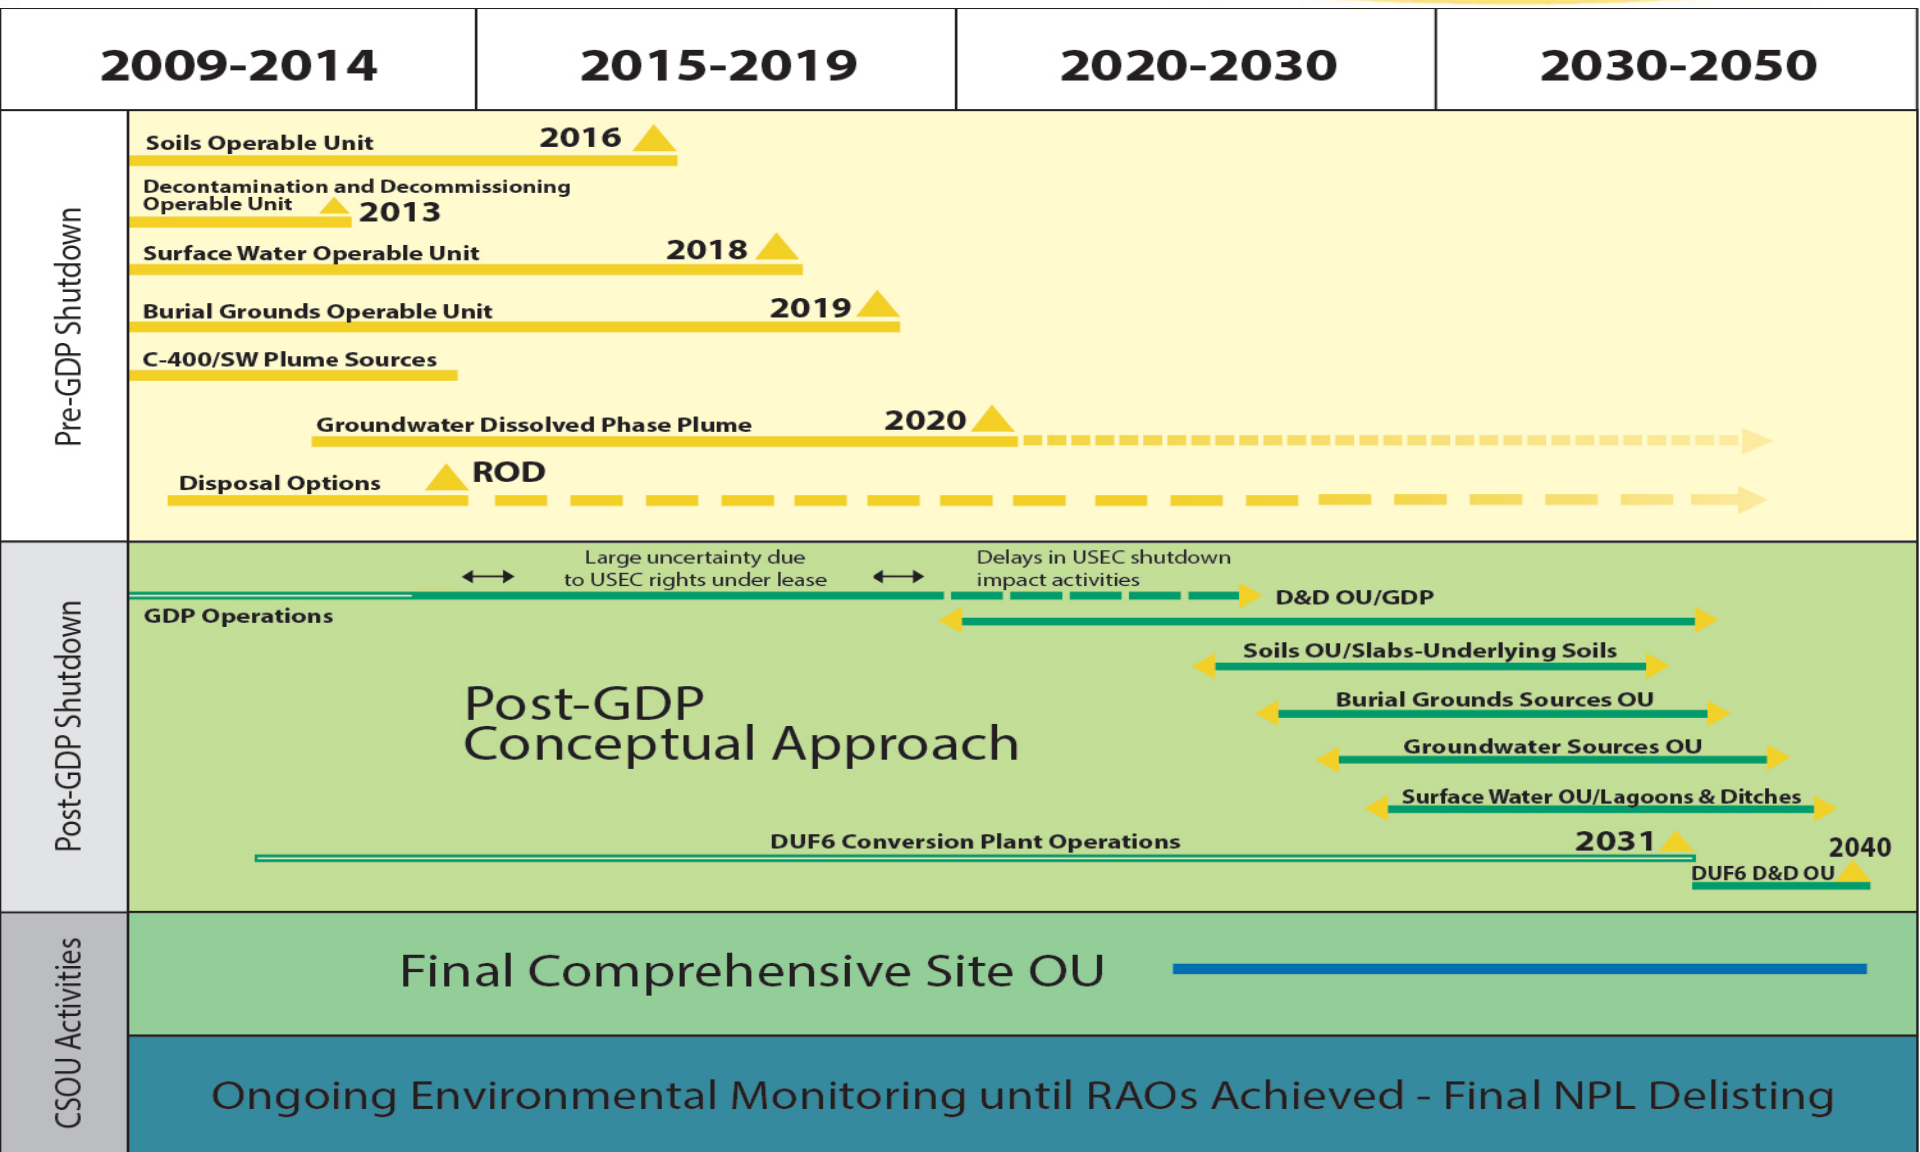 2009-2014
2015-2019
2020-2030
2030-2050
Pre-GDP Shutdown
Soils Operable Unit
2016
Decontamination and Decommissioning
Operable Unit
2013
Surface Water Operable Unit
2018
Burial Grounds Operable Unit
2019
C-400/SW Plume Sources
Groundwater Dissolved Phase Plume
2020
Disposal Options
ROD
Post-GDP Shutdown
Large uncertainty due
to USEC rights under lease
Delays in USEC shutdown
impact activities
GDP Operations
D&D OU/GDP
Soils OU/Slabs-Underlying Soils
Post-GDP
Conceptual Approach
Burial Grounds Sources OU
Groundwater Sources OU
Surface Water OU/Lagoons & Ditches
DUF6 Conversion Plant Operations
2031
2040
DUF6 D&D OU
CSOU Activities
Final Comprehensive Site OU
Ongoing Environmental Monitoring until RAOs Achieved - Final NPL Delisting